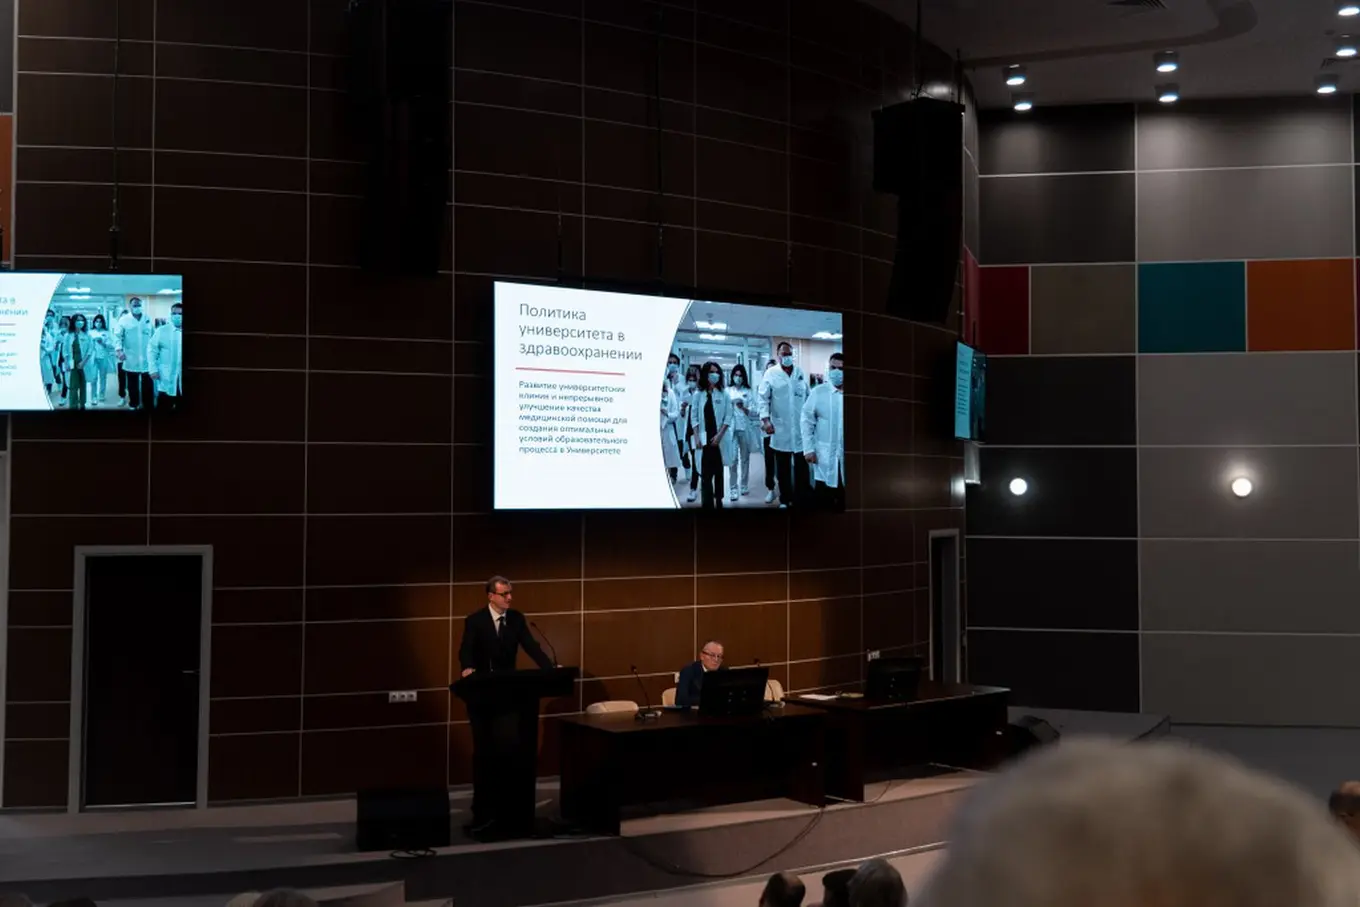 Политика
университета в
здравоохранении
Развитие университетских
клиник и непрерывное
улучшение качества
медицинской помощи для
создания оптимальных
условий образовательного
процесса в Университете